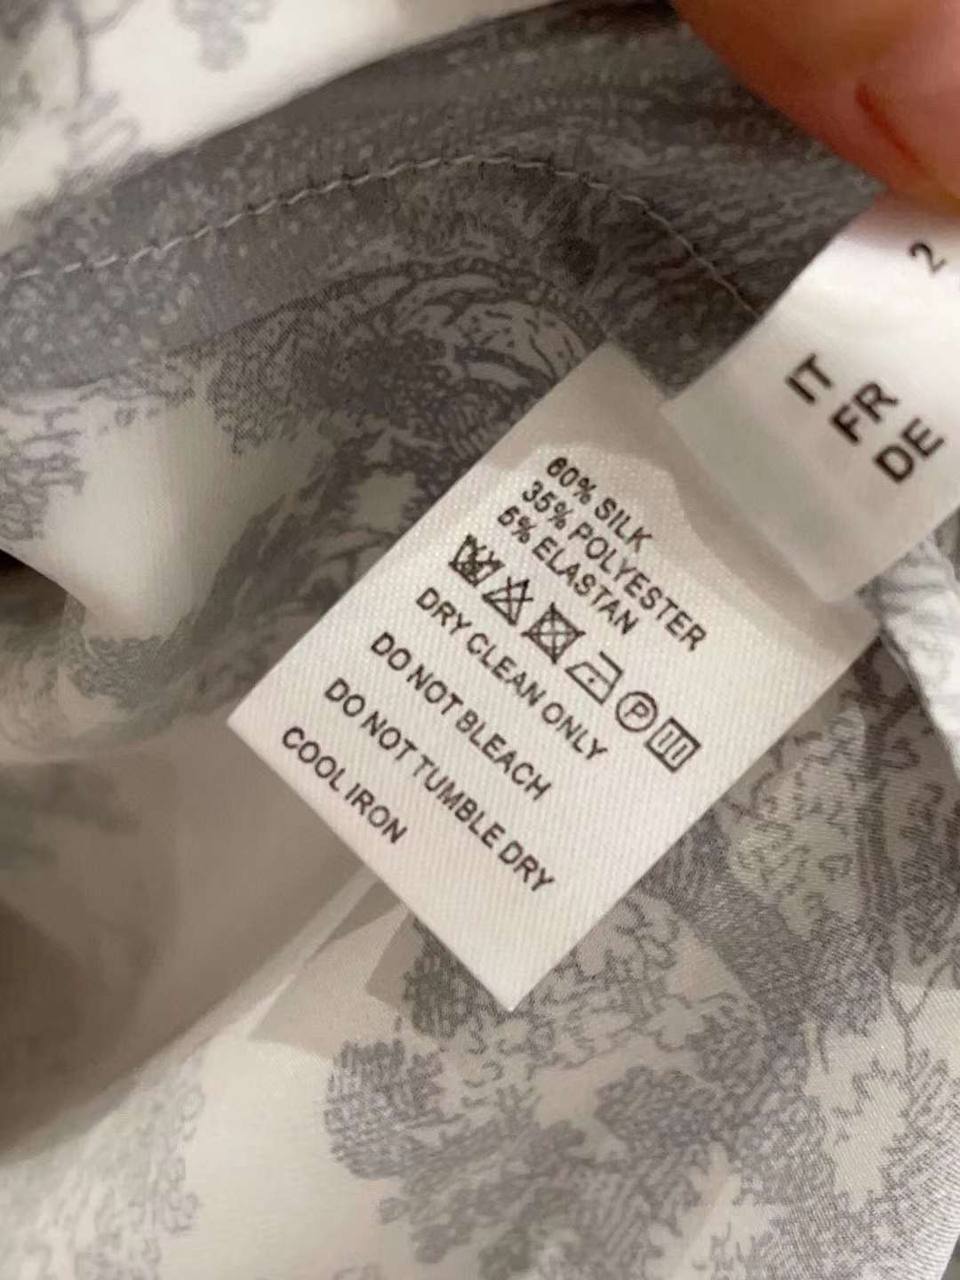 60% SILK
35% POLYESTER
5% ELASTAN
P
DRY CLEAN ONLY
DO NOT BLEACH
DO NOT TUMBLE DRY
COOL IRON
2
IT
FR
DE